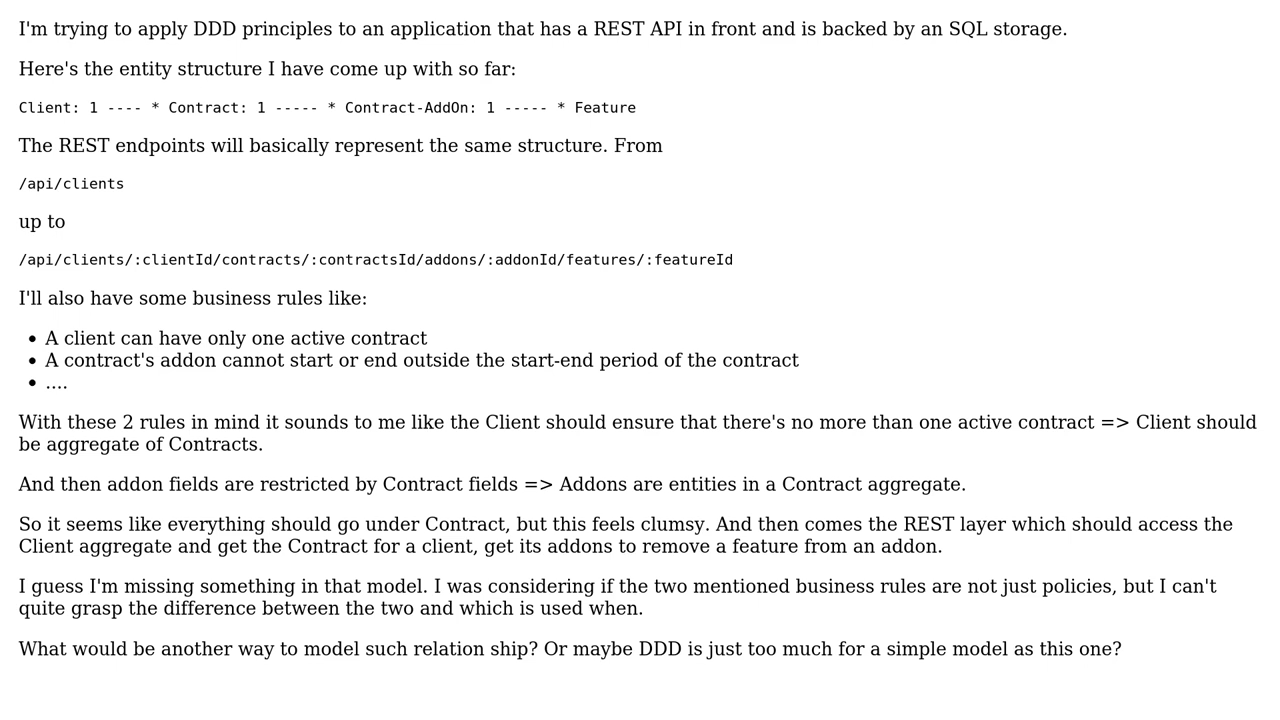 I'm trying to apply DDD principles to an application that has a REST API in front and is backed by an SQL storage.
Here's the entity structure I have come up with so far:
Client: 1 ---- * Contract: 1 ----- * Contract-AddOn: 1 ----- * Feature
The REST endpoints will basically represent the same structure. From
/api/clients
up to
/api/clients/:clientId/contracts/:contractsId/addons/:addonId/features/:featureId
I'll also have some business rules like:
• A client can have only one active contract
• A contract's addon cannot start or end outside the start-end period of the contract
• ....
With these 2 rules in mind it sounds to me like the Client should ensure that there's no more than one active contract => Client should
be aggregate of Contracts.
And then addon fields are restricted by Contract fields => Addons are entities in a Contract aggregate.
So it seems like everything should go under Contract, but this feels clumsy. And then comes the REST layer which should access the
Client aggregate and get the Contract for a client, get its addons to remove a feature from an addon.
I guess I'm missing something in that model. I was considering if the two mentioned business rules are not just policies, but I can't
quite grasp the difference between the two and which is used when.
What would be another way to model such relation ship? Or maybe DDD is just too much for a simple model as this one?